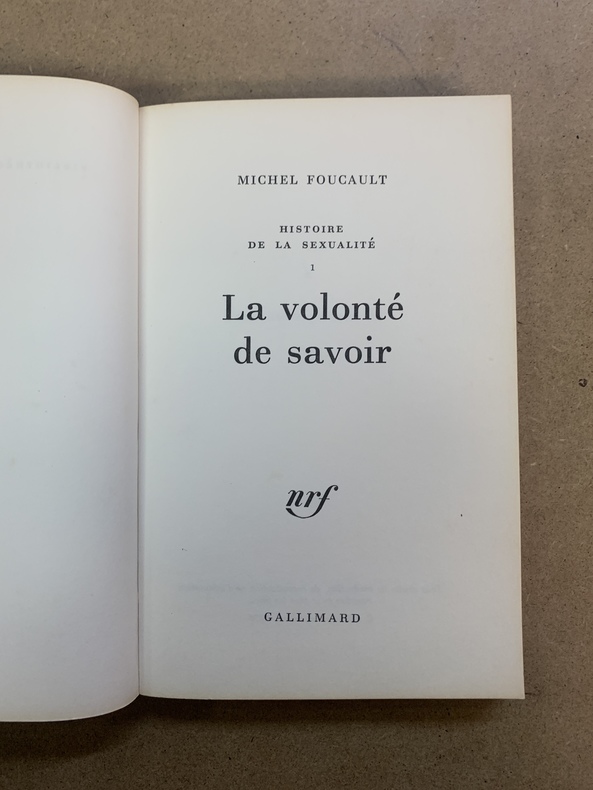 MICHEL FOUCAULT
HISTOIRE
DE LA SEXUALITÉ
1
La volonté
de savoir
nrf
GALLIMARD